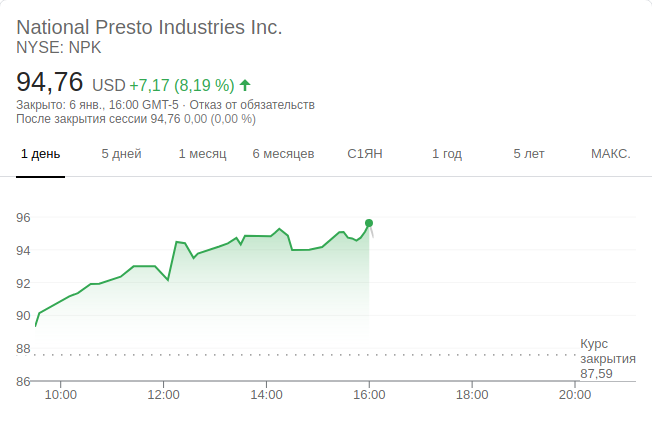 National Presto Industries Inc.
NYSE: NPK
94,76 USD +7,17 (8,19 %)
Закрыто: 6 янв., 16:00 GMT-5 · Отказ от обязательств
После закрытия сессии 94,76 0,00 (0,00 %)
1 день 5 дней 1 месяц 6 месяцев С1ЯН 1 год 5 лет МАКС.
96
94
92
90
88
86
Курс
закрытия
87,59
10:00 12:00 14:00 16:00 18:00 20:00